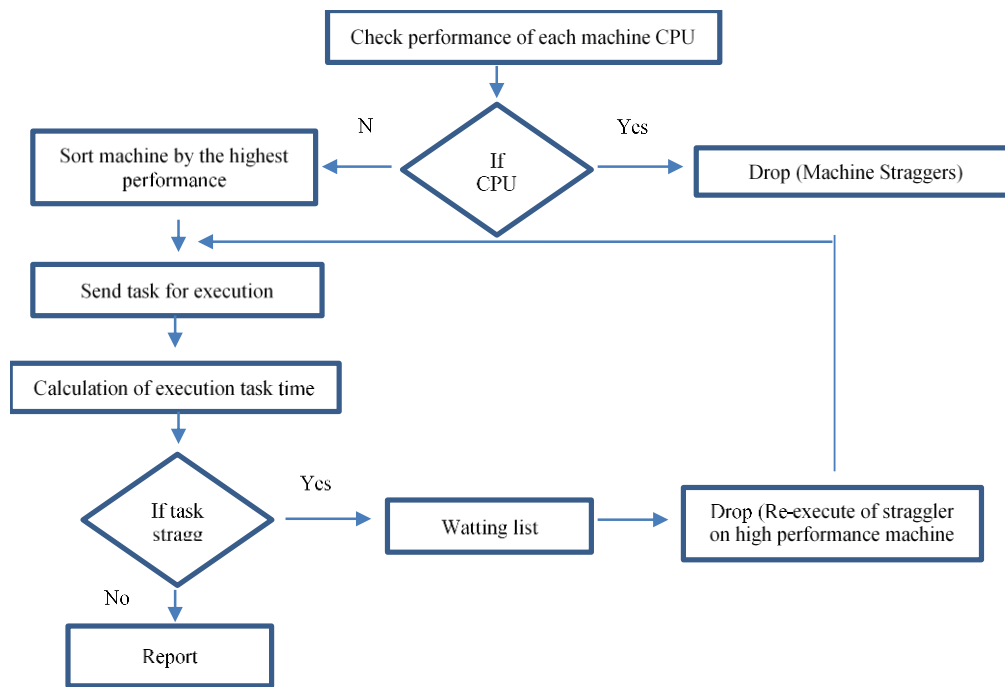 Check performance of each machine CPU
N
Yes
Sort machine by the highest
performance
If
CPU
Drop (Machine Straggers)
Send task for execution
Calculation of execution task time
If task
stragg
Yes
Watting list
Drop (Re-execute of straggler
on high performance machine
No
Report